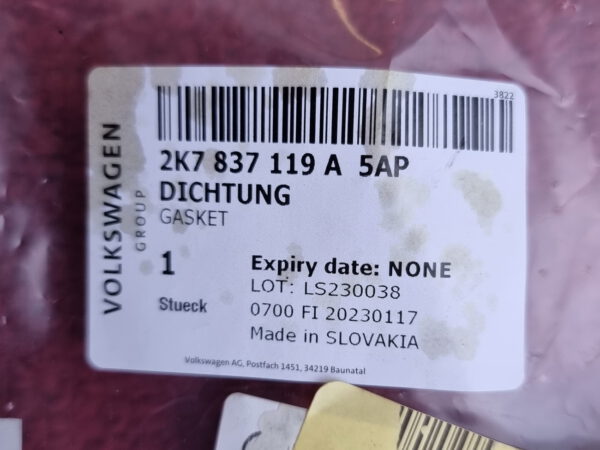 3822
VOLKSWAGEN
GROUP
2K7 837 119 A 5AP
DICHTUNG
GASKET
1
Stueck
Expiry date: NONE
LOT: LS230038
0700 FI 20230117
Made in SLOVAKIA
Volkswagen AG, Postfach 1451, 34219 Baunatal